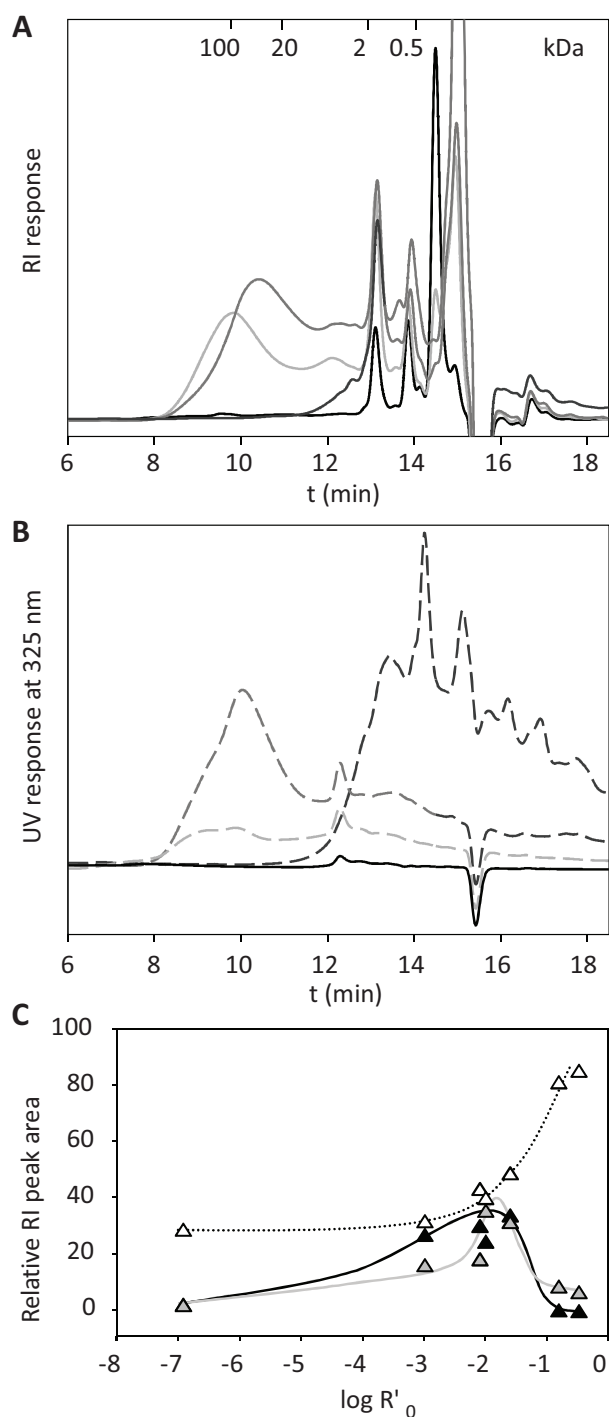 A
100 20 2 0.5 kDa
RI response
6 8 10 12 14 16 18
t (min)
B
UV response at 325 nm
6 8 10 12 14 16 18
t (min)
C
100
80
60
40
20
0
Relative RI peak area
-8 -7 -6 -5 -4 -3 -2 -1 0
log R'0